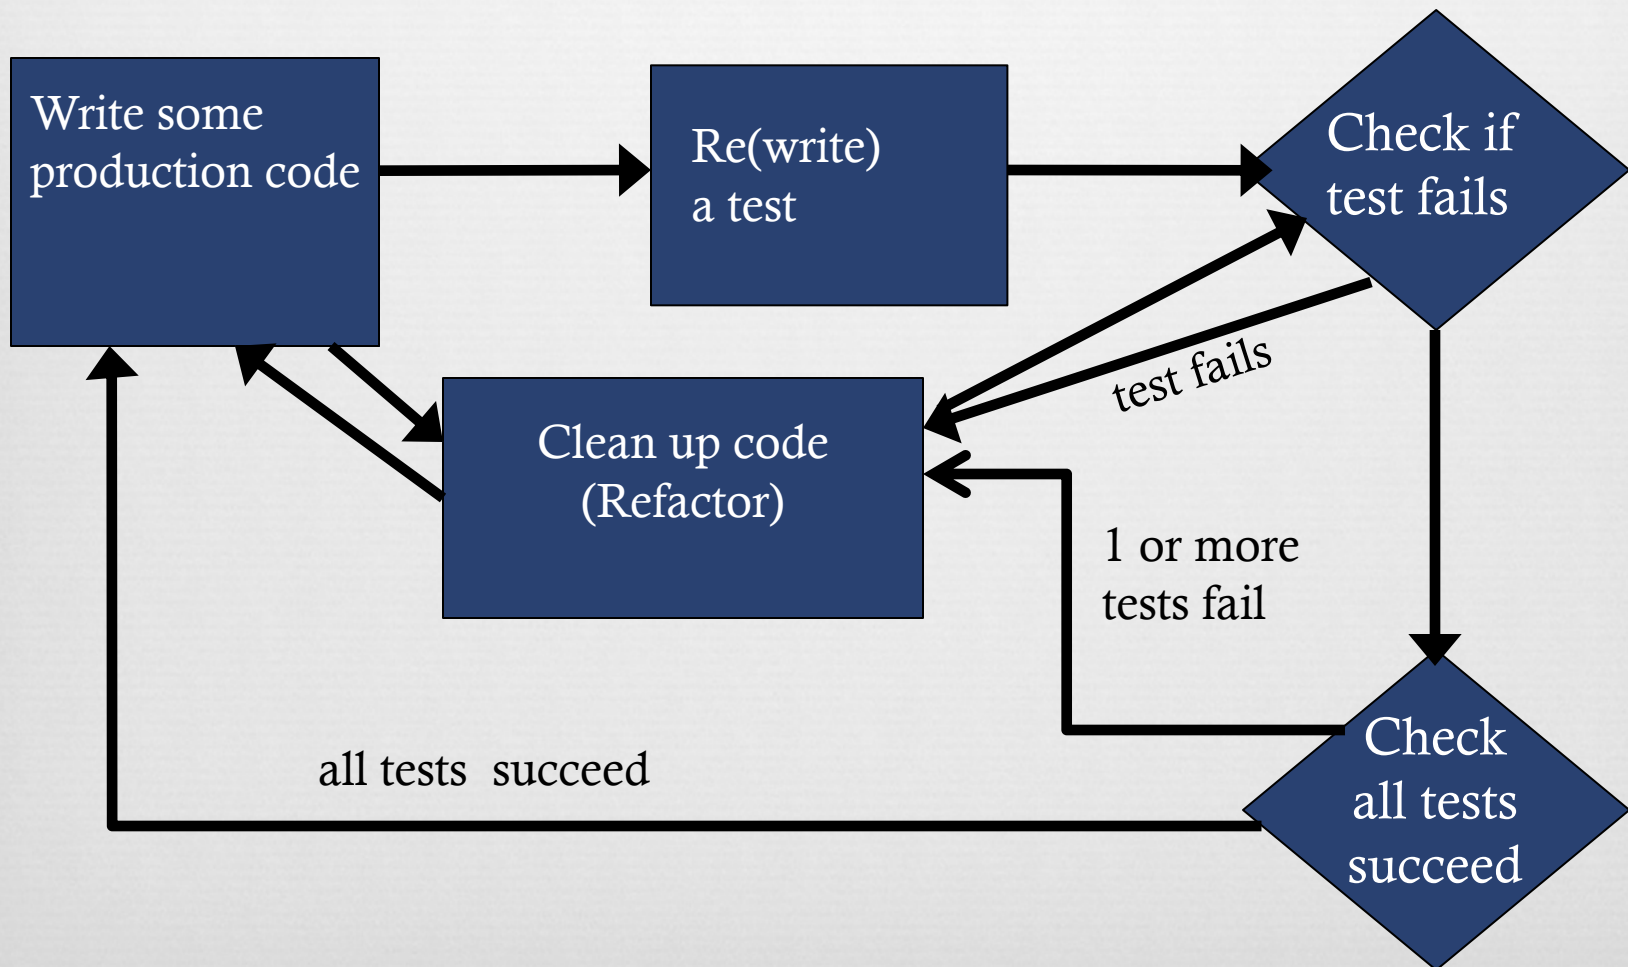 Write some
production code
Re(write)
a test
Check if
test fails
test fails
Clean up code
(Refactor)
1 or more
tests fail
all tests  succeed
Check
all tests
succeed